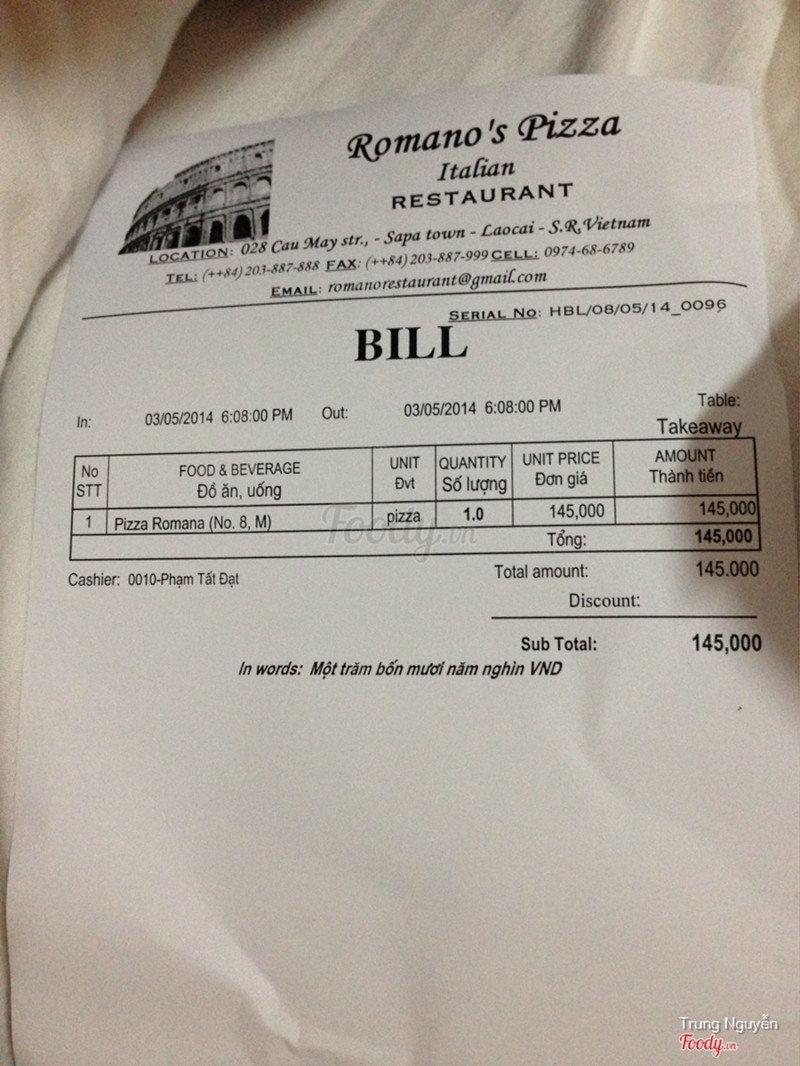 Romano's Pizza
Italian
RESTAURANT
LOCATION: 028 Cau May str., - Sapa town - Laocai - S.R.Vietnam
TEL: (++84) 203-887-888 FAX: (++84) 203-887-999 CELL: 0974-68-6789
EMAIL: romanorestaurant@gmail.com
SERIAL NO: HBL/08/05/14_0096
BILL
In: 03/05/2014 6:08:00 PM Out: 03/05/2014 6:08:00 PM Table:
Takeaway
No FOOD & BEVERAGE UNIT QUANTITY UNIT PRICE AMOUNT
STT Đồ ăn, uống Đvt Số lượng Đơn giá Thành tiền
1 Pizza Romana (No. 8, M) pizza 1.0 145,000 145,000
Tổng: 145,000
Cashier: 0010-Phạm Tất Đạt Total amount: 145.000
Discount:
Sub Total: 145,000
In words: Một trăm bốn mươi năm nghìn VND
Foody.vn
Trung Nguyễn
Foody.vn